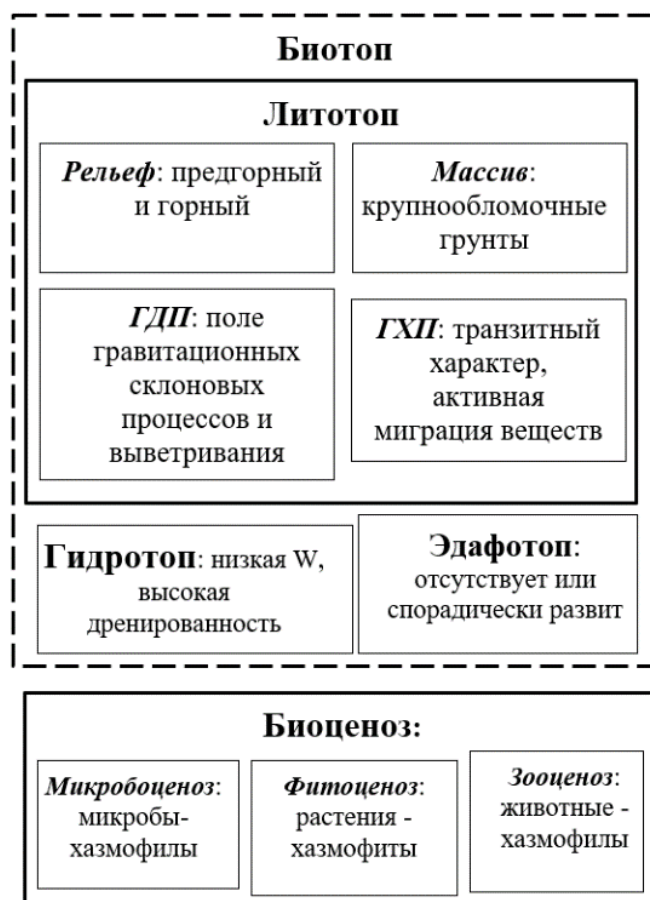 Биотоп
Литотоп
Рельеф: предгорный
и горный
Массив:
крупнообломочные
грунты
ГДП: поле
гравитационных
склоновых
процессов и
выветривания
ГХП: транзитный
характер,
активная
миграция веществ
Гидротоп: низкая W,
высокая
дренированность
Эдафотоп:
отсутствует или
спорадически развит
Биоценоз:
Микробоценоз:
микробы-
хазмофилы
Фитоценоз:
растения -
хазмофиты
Зооценоз:
животные -
хазмофилы